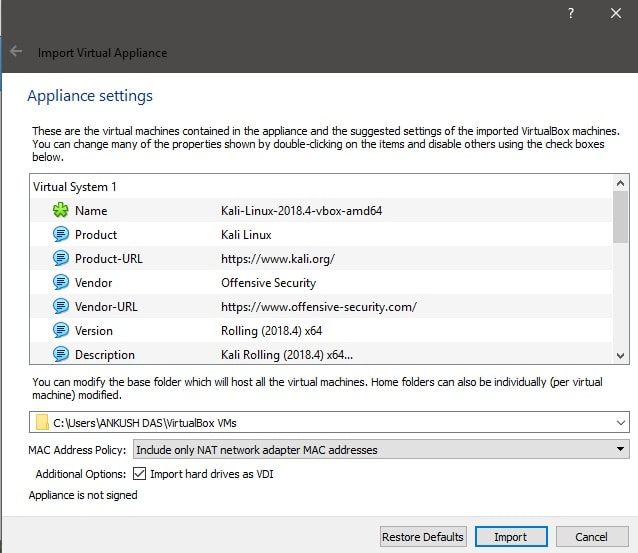 ?
Import Virtual Appliance
Appliance settings
These are the virtual machines contained in the appliance and the suggested settings of the imported VirtualBox machines.
You can change many of the properties shown by double-clicking on the items and disable others using the check boxes
below.
Virtual System 1
Name Kali-Linux-2018.4-vbox-amd64
Product Kali Linux
Product-URL https://www.kali.org/
Vendor Offensive Security
Vendor-URL https://www.offensive-security.com/
Version Rolling (2018.4) x64
Description Kali Rolling (2018.4) x64...
You can modify the base folder which will host all the virtual machines. Home folders can also be individually (per virtual
machine) modified.
C:\Users\ANKUSH DAS\VirtualBox VMs
MAC Address Policy: Include only NAT network adapter MAC addresses
Additional Options: Import hard drives as VDI
Appliance is not signed
Restore Defaults Import Cancel